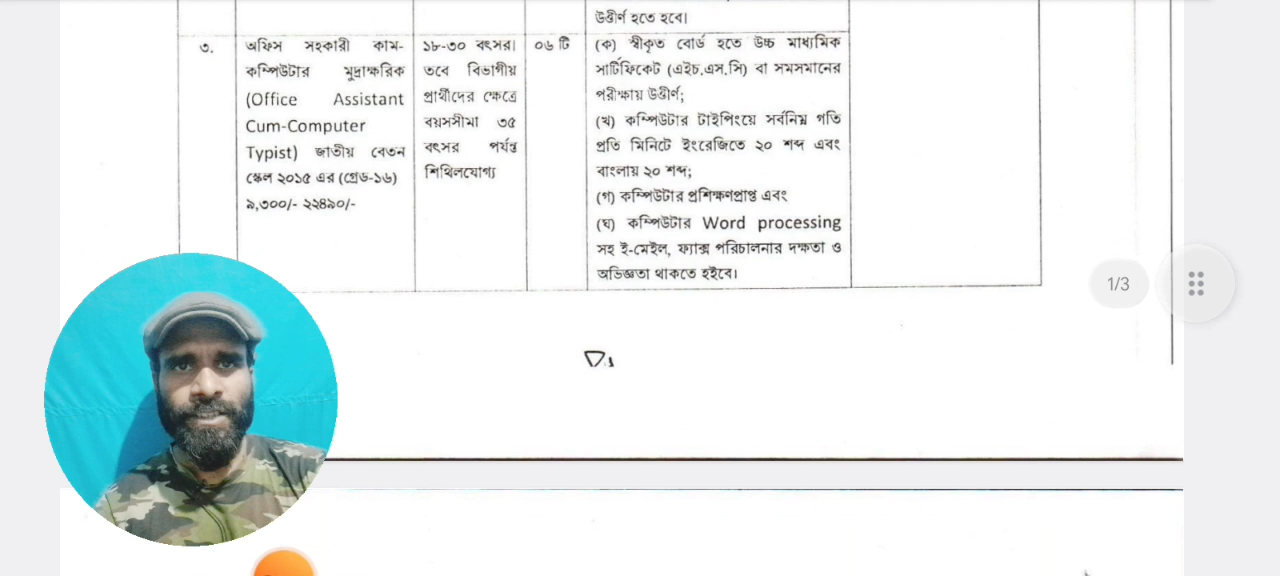 উত্তীর্ণ হতে হবে।
৩.
অফিস সহকারী কাম-
কম্পিউটার মুদ্রাক্ষরিক
(Office Assistant
Cum-Computer
Typist) জাতীয় বেতন
স্কেল ২০১৫ এর (গ্রেড-১৬)
৯,৩০০/- ২২৪৯০/-
১৮-৩০ বৎসর।
তবে বিভাগীয়
প্রার্থীদের ক্ষেত্রে
বয়সসীমা ৩৫
বৎসর পর্যন্ত
শিথিলযোগ্য
০৬ টি
(ক) স্বীকৃত বোর্ড হতে উচ্চ মাধ্যমিক
সার্টিফিকেট (এইচ.এস.সি) বা সমসমানের
পরীক্ষায় উত্তীর্ণ;
(খ) কম্পিউটার টাইপিংয়ে সর্বনিম্ন গতি
প্রতি মিনিটে ইংরেজিতে ২০ শব্দ এবং
বাংলায় ২০ শব্দ;
(গ) কম্পিউটার প্রশিক্ষণপ্রাপ্ত এবং
(ঘ) কম্পিউটার Word processing
সহ ই-মেইল, ফ্যাক্স পরিচালনার দক্ষতা ও
অভিজ্ঞতা থাকতে হইবে।
1/3